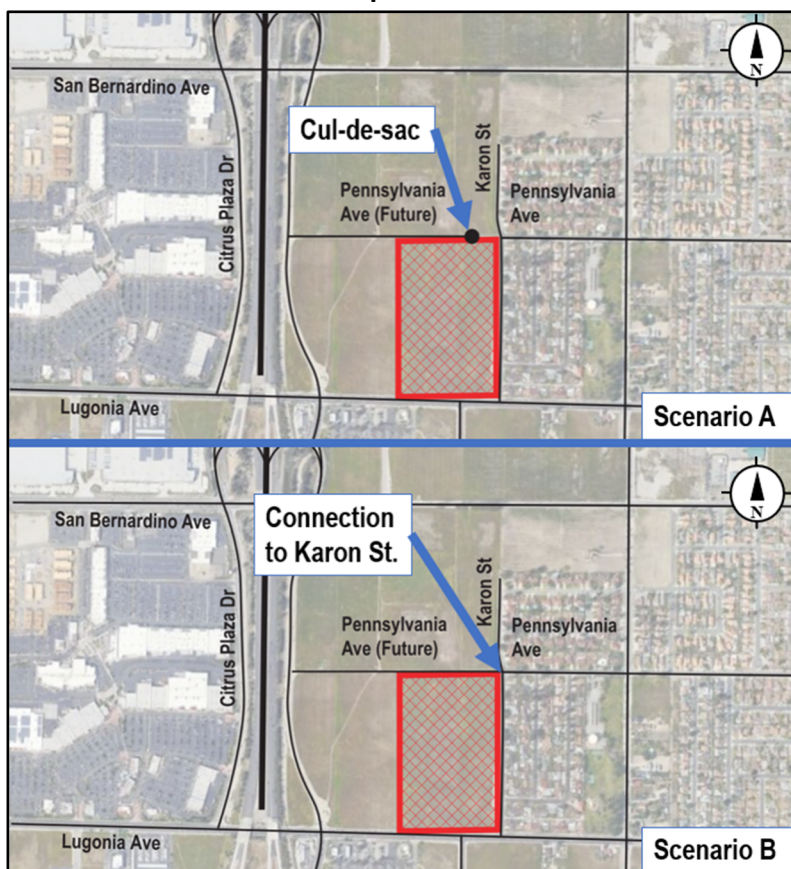 San Bernardino Ave
N
Cul-de-sac
Citrus Plaza Dr
Karon St
Pennsylvania
Ave (Future)
Pennsylvania
Ave
Lugonia Ave
Scenario A
San Bernardino Ave
N
Connection
to Karon St.
Citrus Plaza Dr
Karon St
Pennsylvania
Ave (Future)
Pennsylvania
Ave
Lugonia Ave
Scenario B